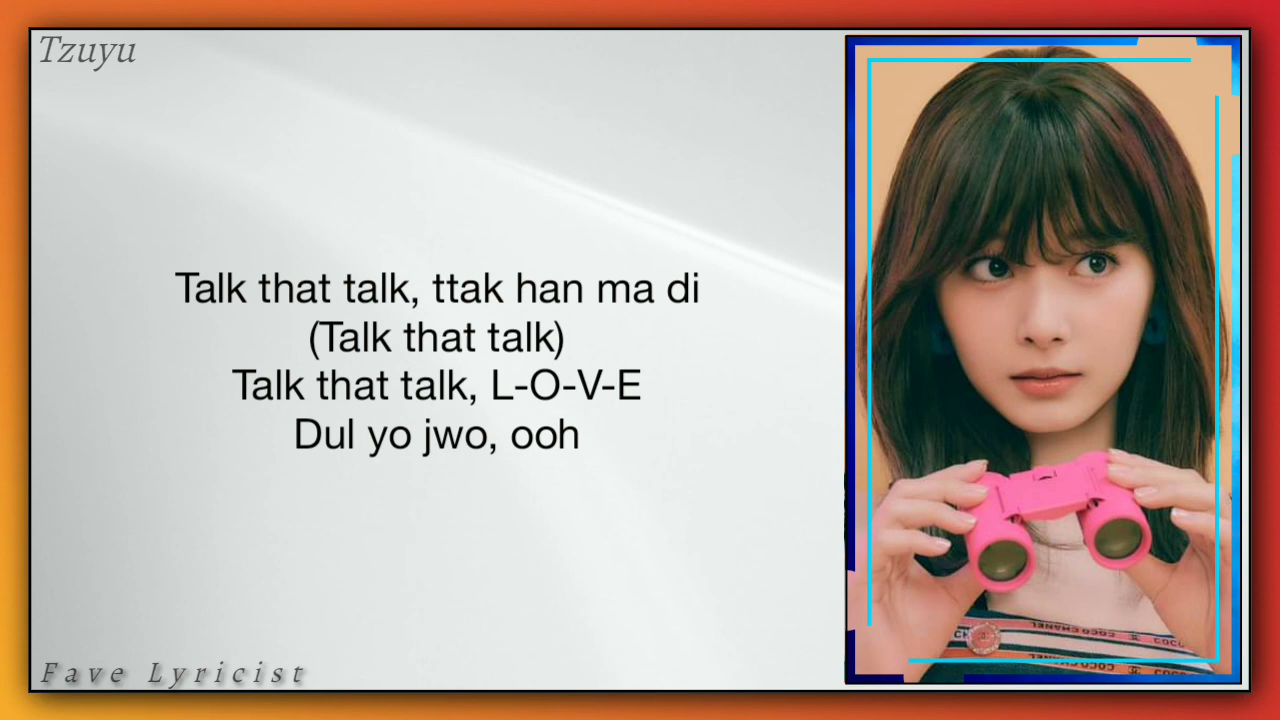 Tzuyu
Talk that talk, ttak han ma di
(Talk that talk)
Talk that talk, L-O-V-E
Dul yo jwo, ooh
Fave Lyricist